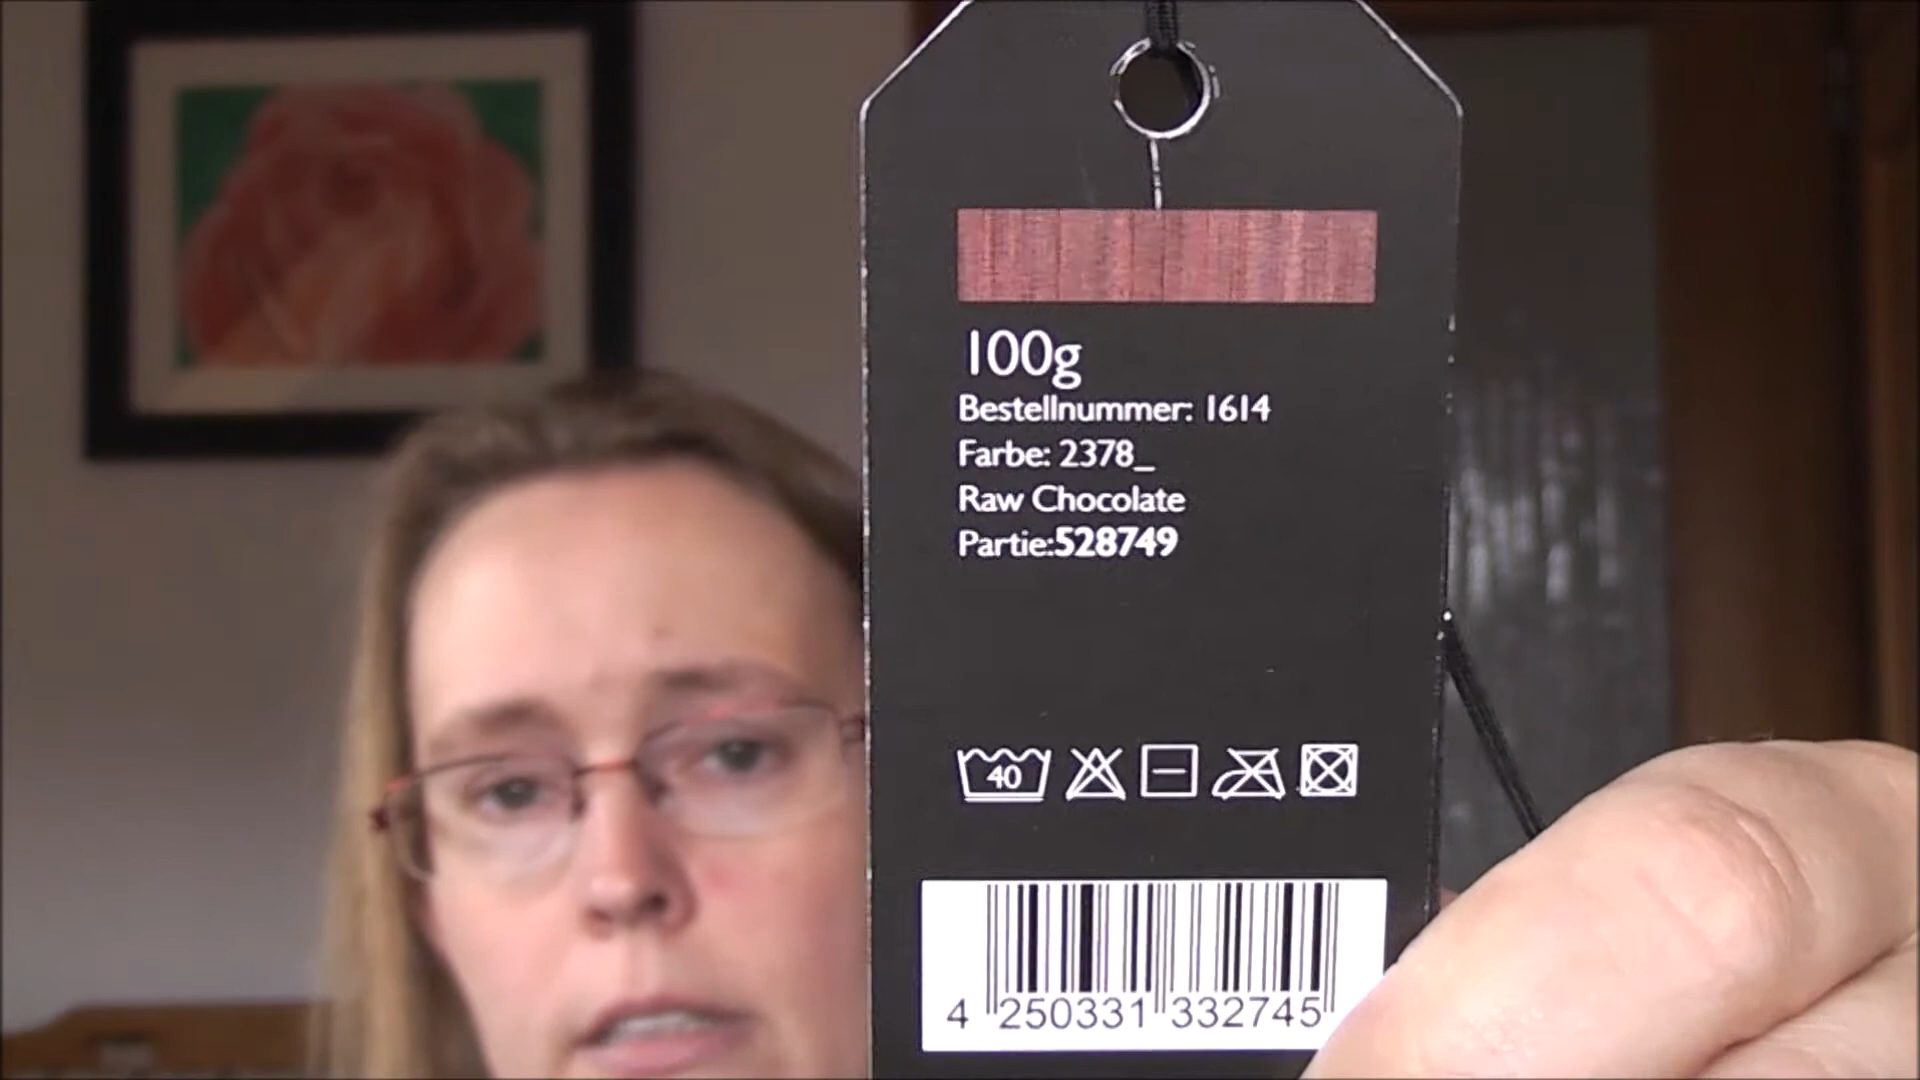 100g
Bestellnummer: 1614
Farbe: 2378_
Raw Chocolate
Partie:528749
40
4 250331 332745